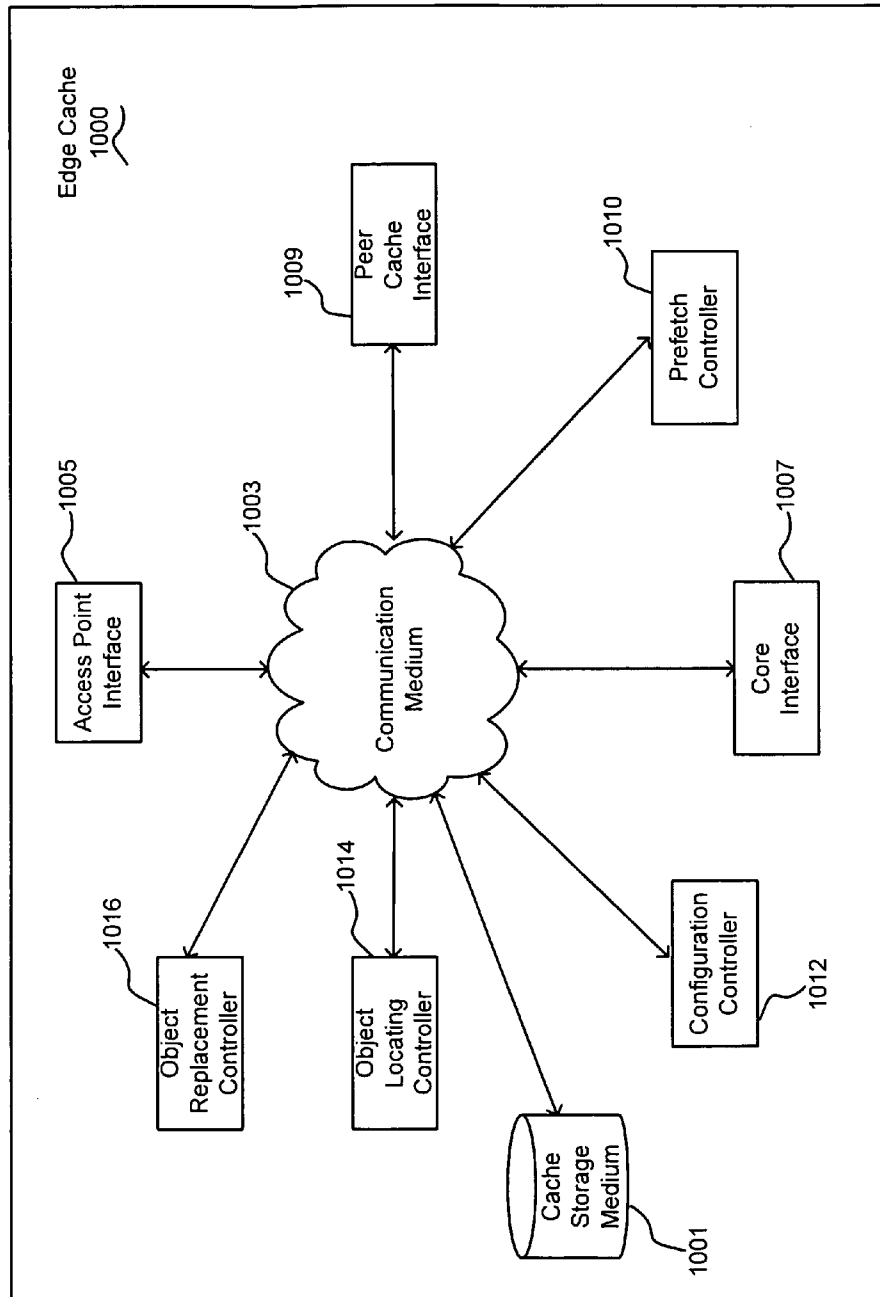 Edge Cache
1000
1005
Access Point
Interface
1016
Object
Replacement
Controller
1003
1009
Peer
Cache
Interface
1014
Object
Locating
Controller
Communication
Medium
1010
Prefetch
Controller
Cache
Storage
Medium
1001
Configuration
Controller
1012
1007
Core
Interface